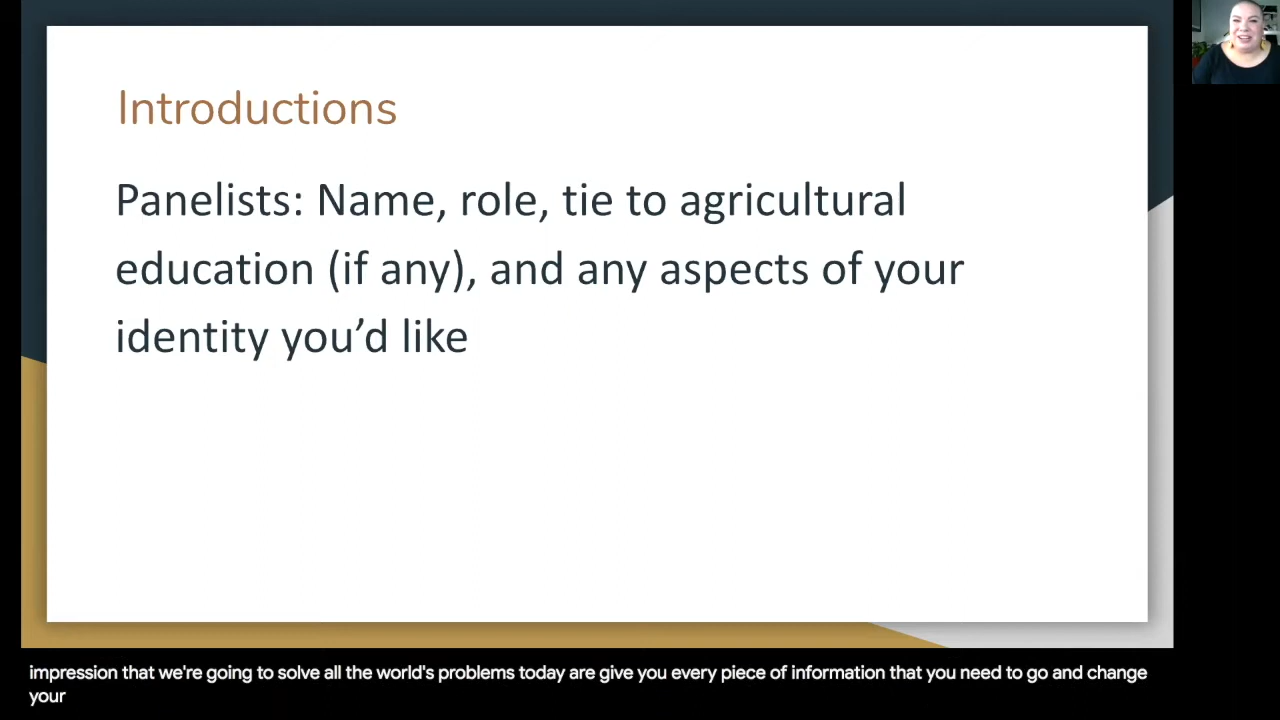 Introductions
Panelists: Name, role, tie to agricultural
education (if any), and any aspects of your
identity you’d like
impression that we're going to solve all the world's problems today are give you every piece of information that you need to go and change
your